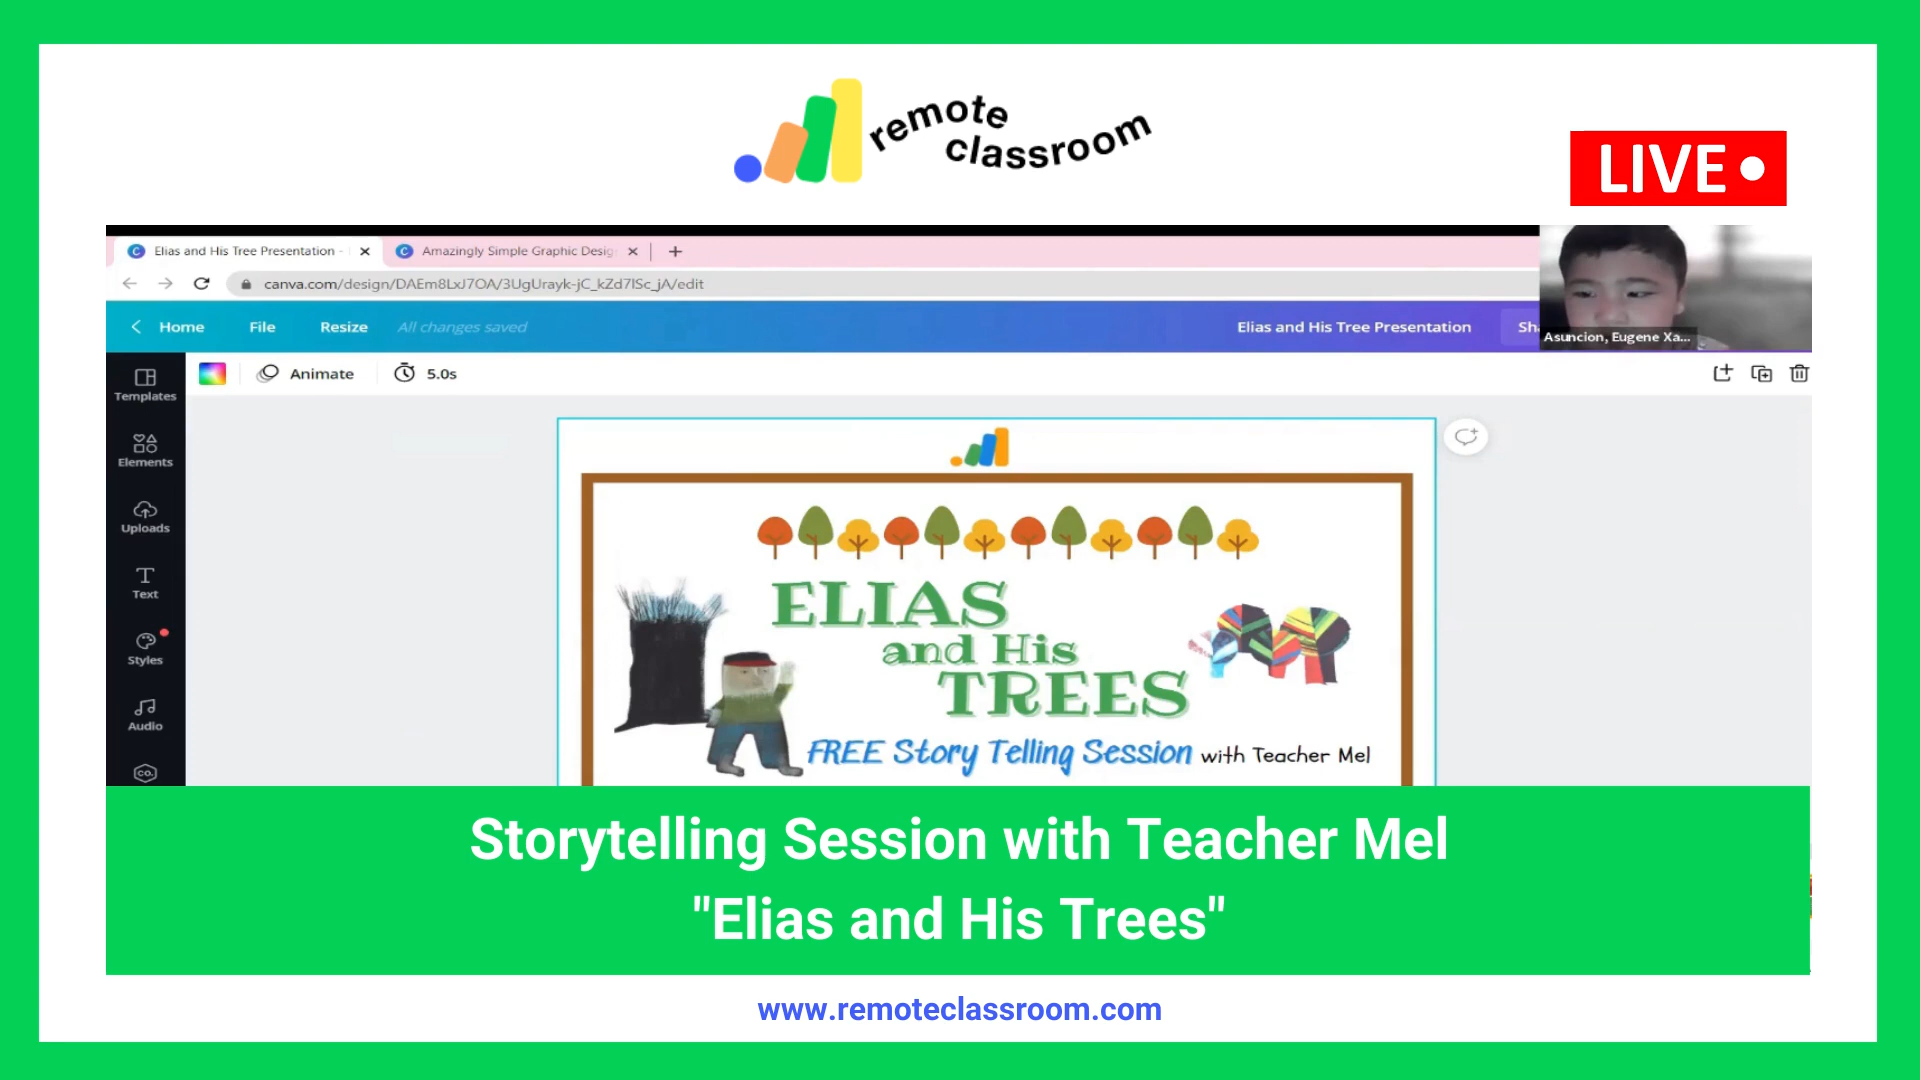 remote
classroom
LIVE
Elias and His Tree Presentation -
Amazingly Simple Graphic Desig
canva.com/design/DAEm8LxJ7OA/3UgUrayk-jC_kZd7lSc_jA/edit
Home File Resize All changes saved Elias and His Tree Presentation Sh
Asuncion, Eugene Xa...
Animate 5.0s
Templates
Elements
Uploads
Text
Styles
Audio
co.
ELIAS
and His
TREES
FREE Story Telling Session with Teacher Mel
Storytelling Session with Teacher Mel
"Elias and His Trees"
www.remoteclassroom.com